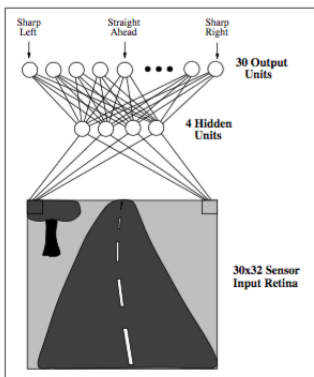 Sharp
Left
Straight
Ahead
Sharp
Right
30 Output
Units
4 Hidden
Units
30x32 Sensor
Input Retina